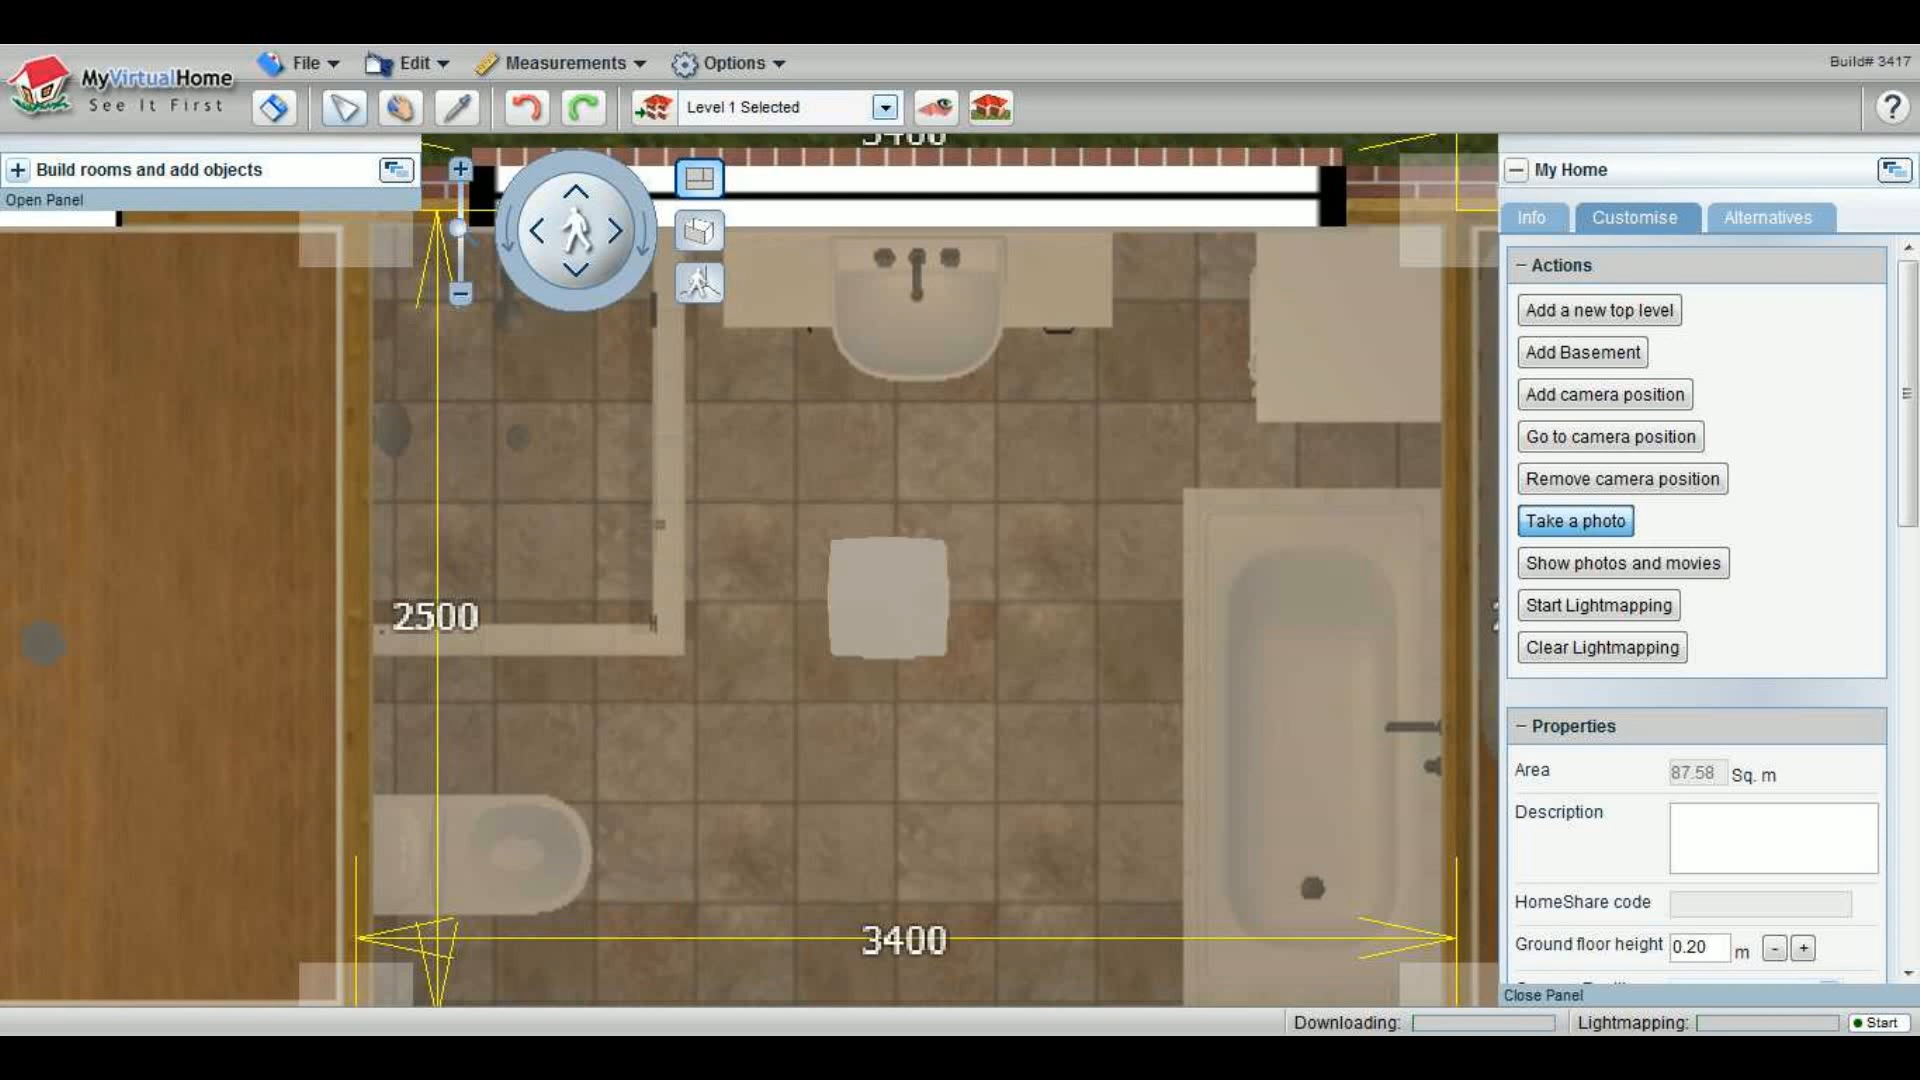 MyVirtualHome
See It First
File
Edit
Measurements
Options
Build# 3417
Level 1 Selected
?
Build rooms and add objects
Open Panel
3400
2500
3400
My Home
Info
Customise
Alternatives
Actions
Add a new top level
Add Basement
Add camera position
Go to camera position
Remove camera position
Take a photo
Show photos and movies
Start Lightmapping
Clear Lightmapping
Properties
Area 87.58 Sq. m
Description
HomeShare code
Ground floor height 0.20 m - +
Close Panel
Downloading:
Lightmapping:
Start